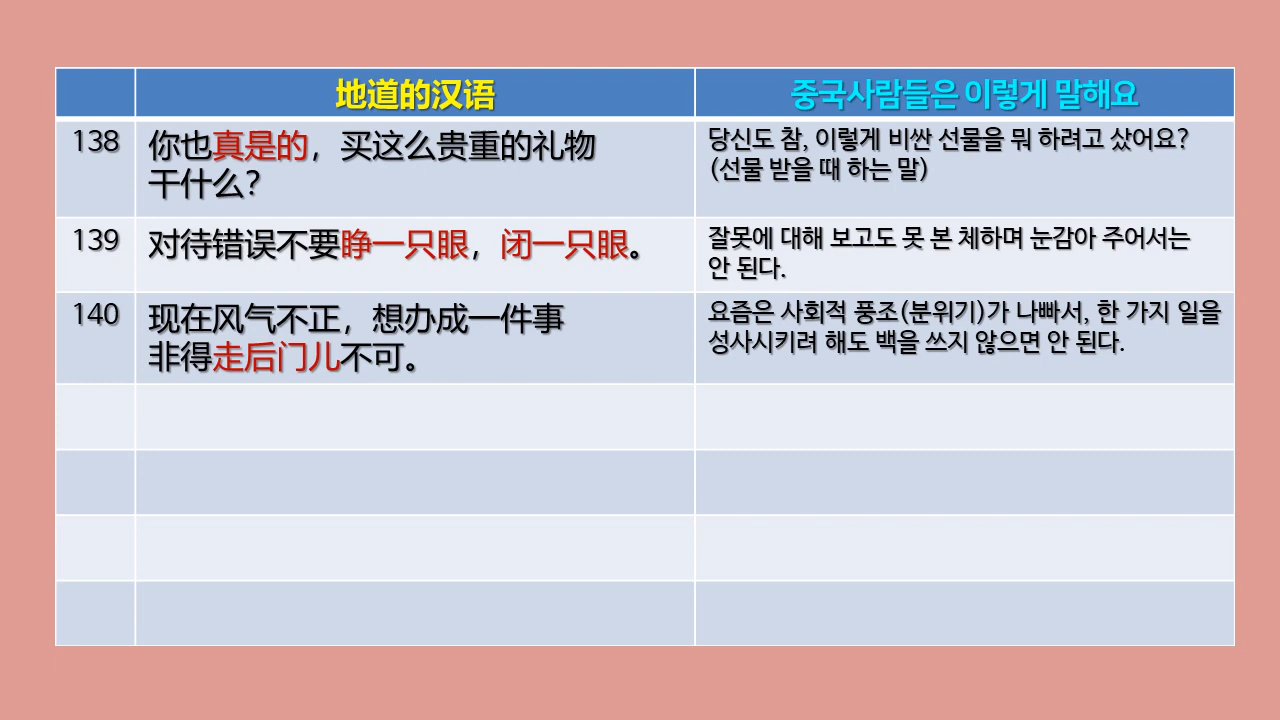 地道的汉语
중국사람들은 이렇게 말해요
138
你也真是的，买这么贵重的礼物
干什么？
당신도 참, 이렇게 비싼 선물을 뭐 하려고 샀어요?
(선물 받을 때 하는 말)
139
对待错误不要睁一只眼，闭一只眼。
잘못에 대해 보고도 못 본 체하며 눈감아 주어서는
안 된다.
140
现在风气不正，想办成一件事
非得走后门儿不可。
요즘은 사회적 풍조(분위기)가 나빠서, 한 가지 일을
성사시키려 해도 백을 쓰지 않으면 안 된다.